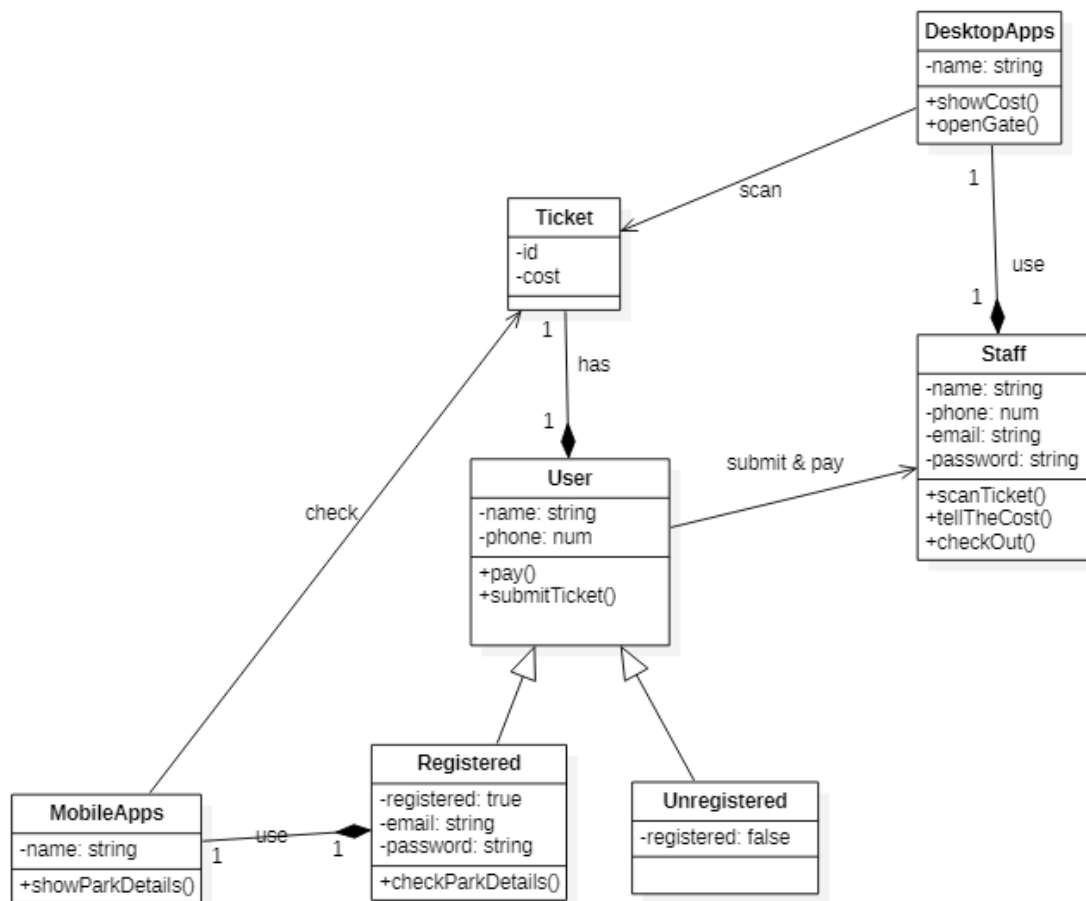 DesktopApps
-name: string
+showCost()
+openGate()
scan
1
use
1
Ticket
-id
-cost
1
has
1
Staff
-name: string
-phone: num
-email: string
-password: string
+scanTicket()
+tellTheCost()
+checkOut()
User
-name: string
-phone: num
+pay()
+submitTicket()
submit & pay
check
Registered
-registered: true
-email: string
-password: string
+checkParkDetails()
Unregistered
-registered: false
MobileApps
-name: string
+showParkDetails()
1
use
1